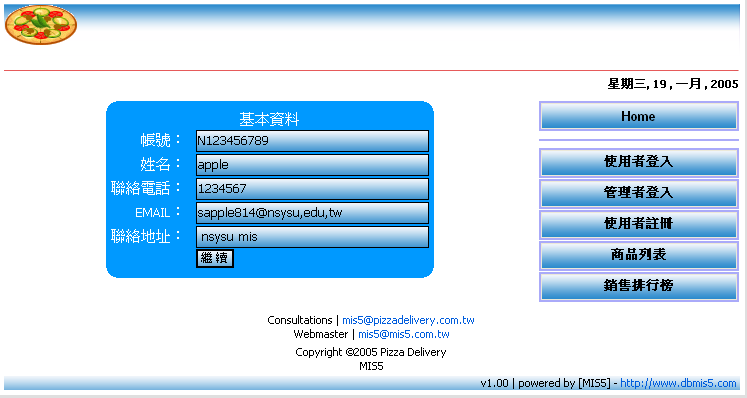 星期三, 19 , 一月 , 2005
基本資料
帳號： N123456789
姓名： apple
聯絡電話： 1234567
EMAIL： sapple814@nsysu,edu,tw
聯絡地址： nsysu mis
繼 續
Home
使用者登入
管理者登入
使用者註冊
商品列表
銷售排行榜
Consultations | mis5@pizzadelivery.com.tw
Webmaster | mis5@mis5.com.tw
Copyright ©2005 Pizza Delivery
MIS5
v1.00 | powered by [MIS5] - http://www.dbmis5.com